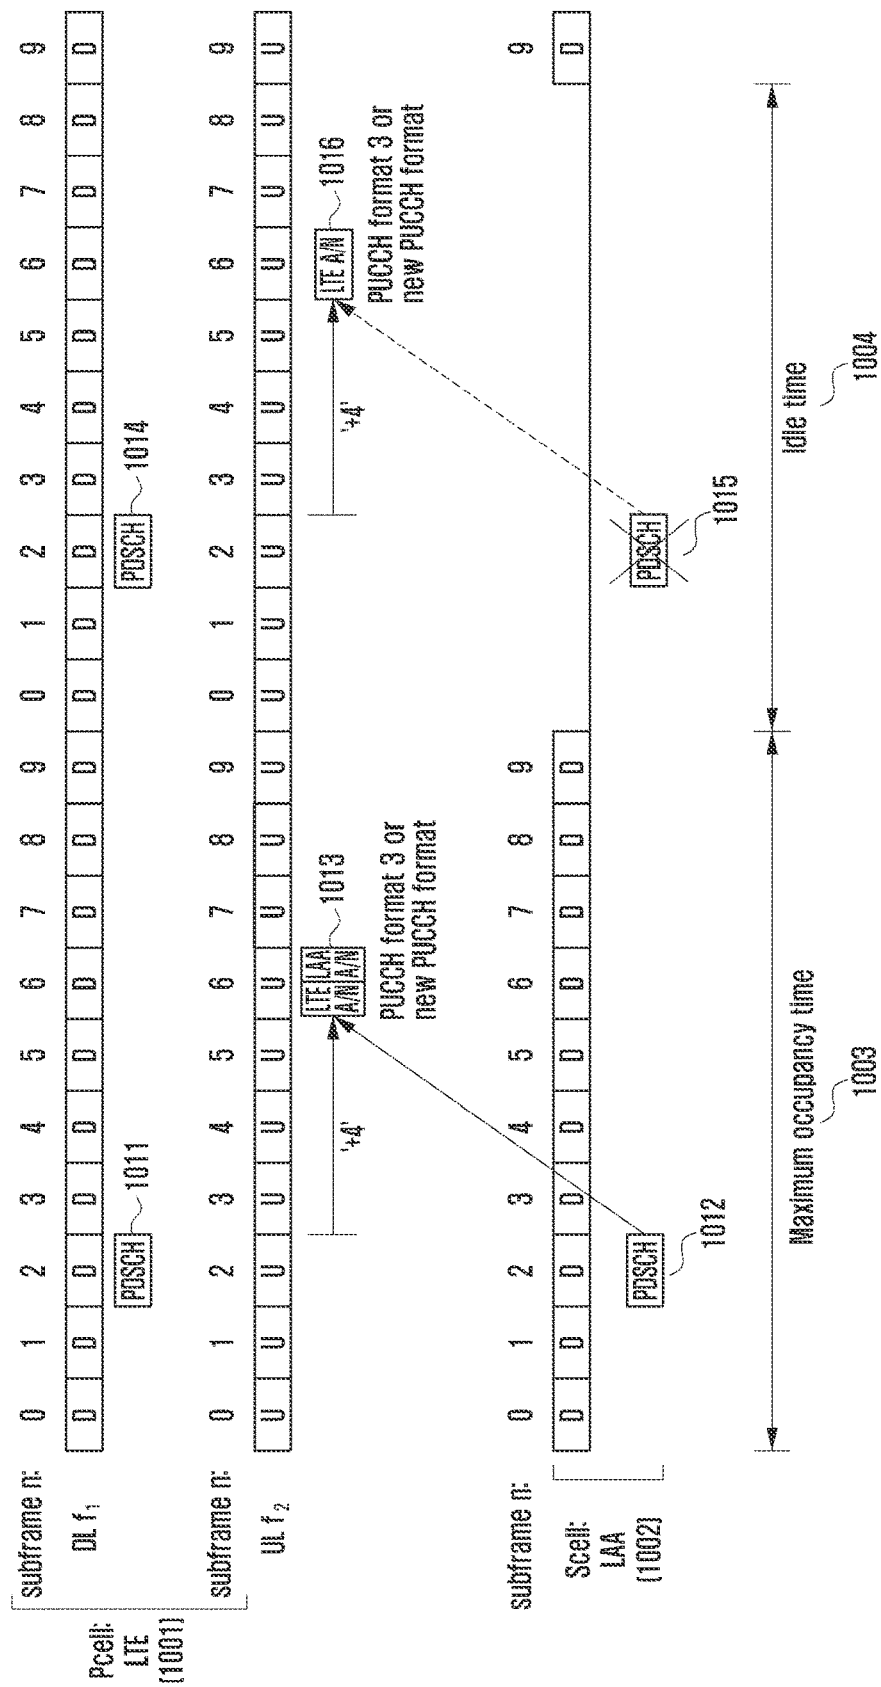 subframe n: 0 1 2 3 4 5 6 7 8 9 0 1 2 3 4 5 6 7 8 9
Pcell:
LTE
(1001)
DL f1 D D D D D D D D D D D D D D D D D D D D
PDSCH 1011
PDSCH 1014
subframe n: 0 1 2 3 4 5 6 7 8 9 0 1 2 3 4 5 6 7 8 9
UL f2 U U U U U U U U U U U U U U U U U U U U
'+4'
LTE A/N
LAA A/N
1013
PUCCH format 3 or
new PUCCH format
'+4'
LTE A/N 1016
PUCCH format 3 or
new PUCCH format
subframe n: 0 1 2 3 4 5 6 7 8 9 9
Scell:
LAA
(1002)
D D D D D D D D D D D
PDSCH
1012
PDSCH
1015
Maximum occupancy time
1003
Idle time
1004